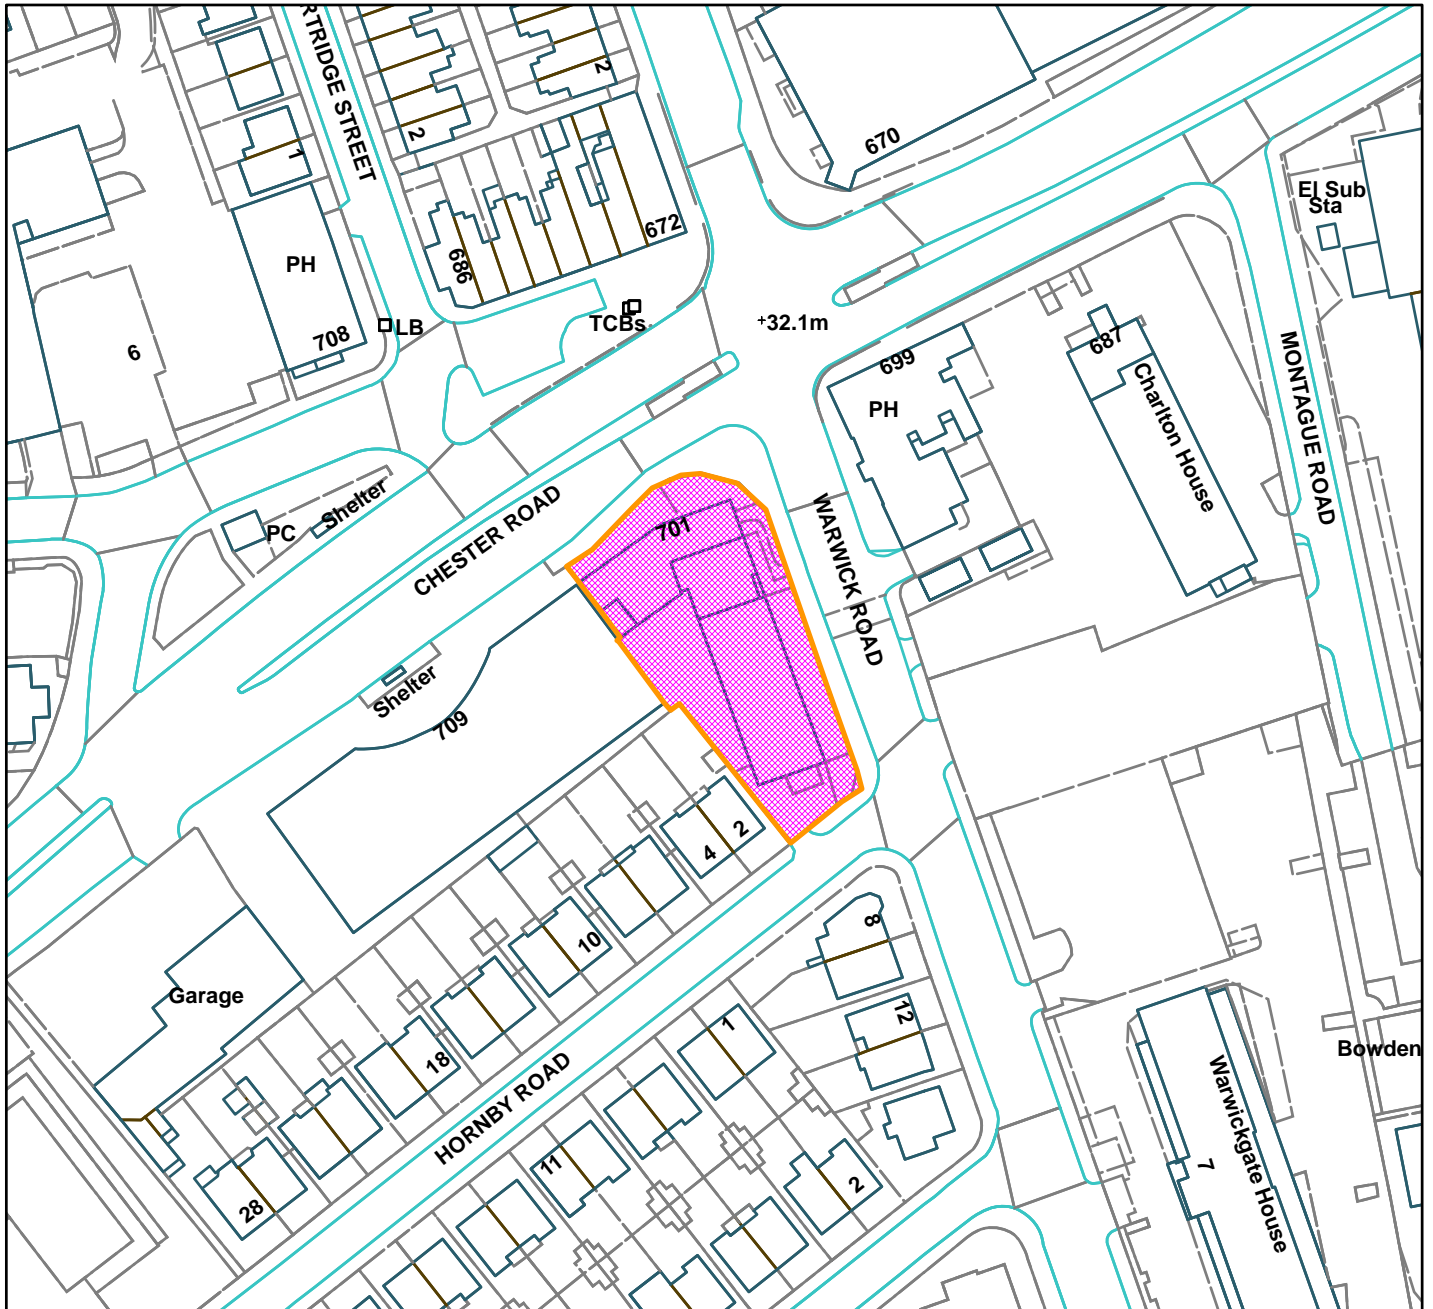 RTRIDGE STREET
2
2
1
670
El Sub
Sta
PH
686
672
708
LB
TCBs
+32.1m
6
699
687
PH
Charlton House
MONTAGUE ROAD
PC
Shelter
CHESTER ROAD
701
WARWICK ROAD
Shelter
709
2
4
8
10
Garage
12
1
18
HORNBY ROAD
Bowden
11
7
Warwickgate House
2
28